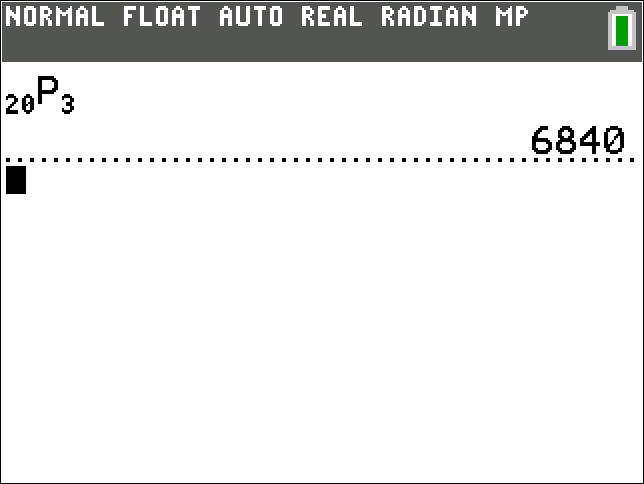 NORMAL FLOAT AUTO REAL RADIAN MP
₂₀P₃
6840